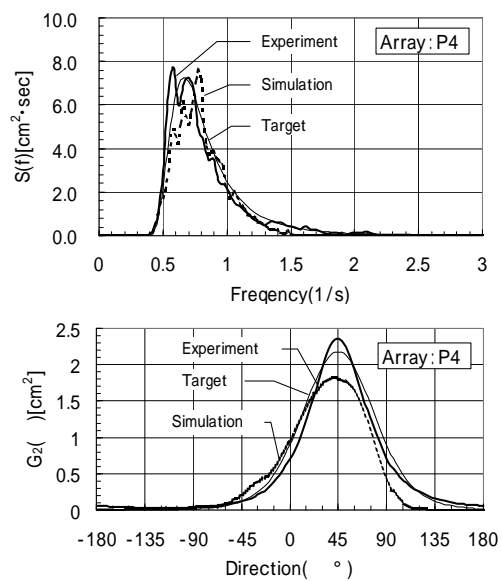 10.0
8.0
6.0
4.0
2.0
0.0
S(f)[cm²·sec]
Array:P4
Experiment
Simulation
Target
0 0.5 1 1.5 2 2.5 3
Freqency(1/s)
2.5
2
1.5
1
0.5
0
G₂( )[cm²]
Array:P4
Experiment
Target
Simulation
-180 -135 -90 -45 0 45 90 135 180
Direction( °)